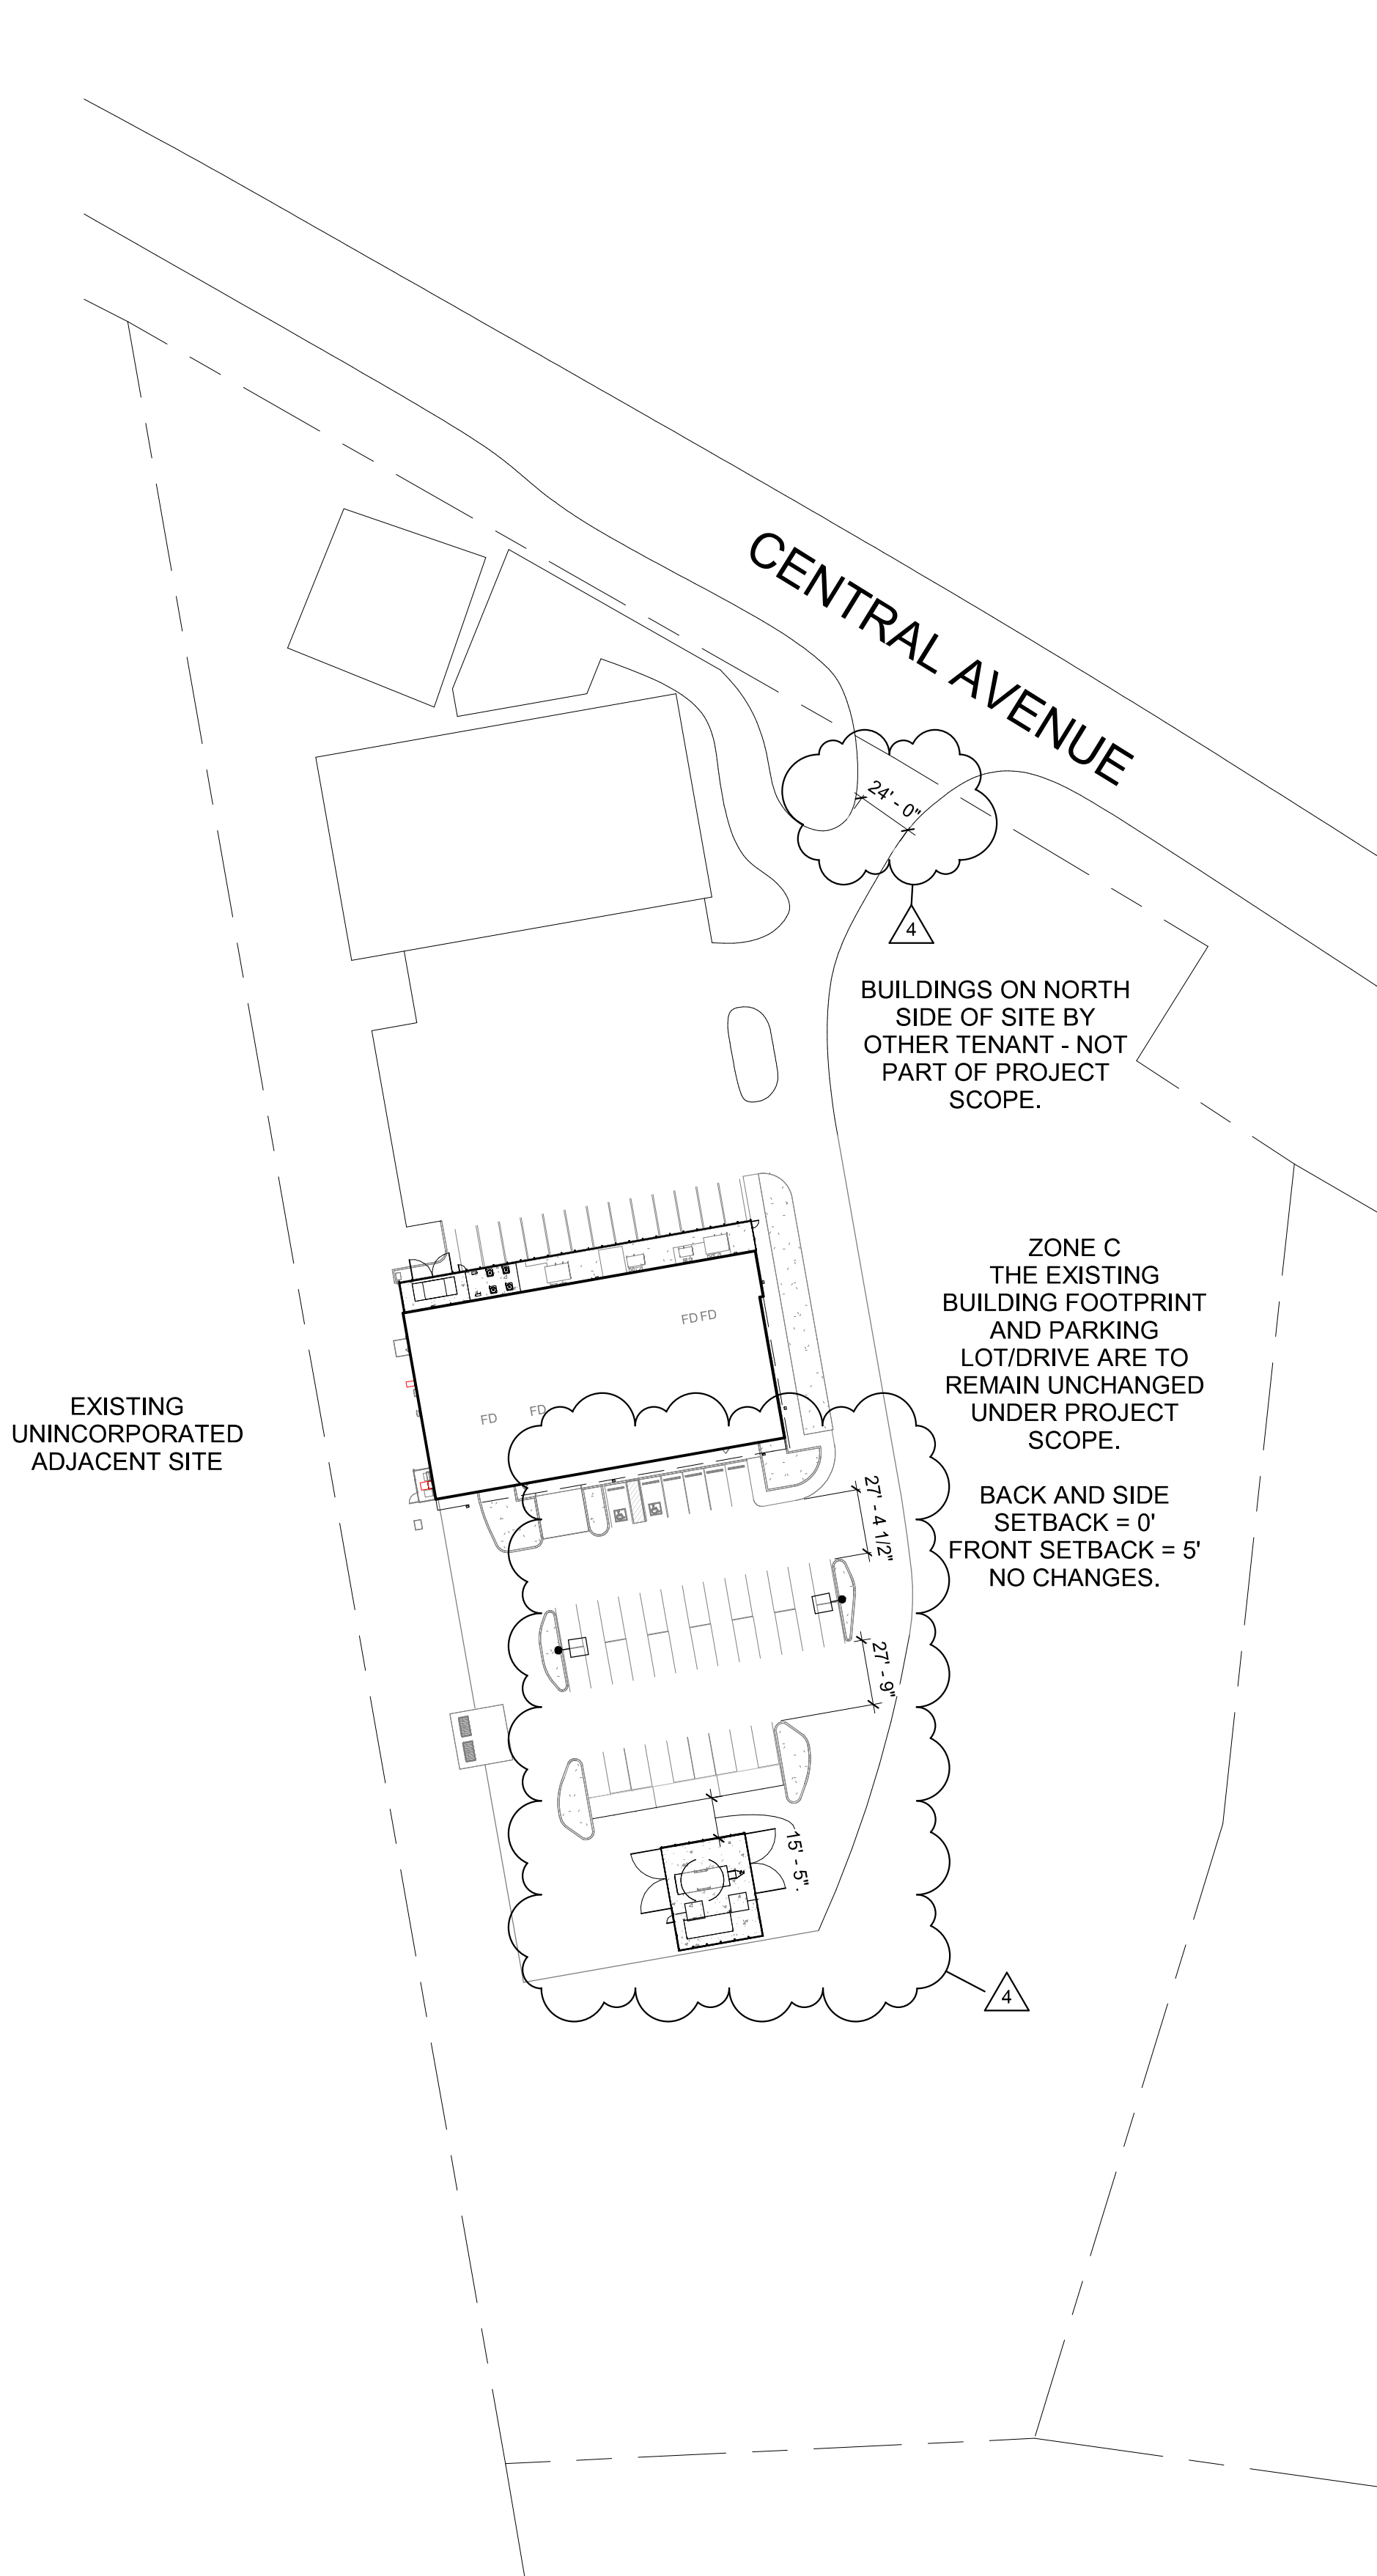 CENTRAL AVENUE
24' - 0"
4
BUILDINGS ON NORTH
SIDE OF SITE BY
OTHER TENANT - NOT
PART OF PROJECT
SCOPE.
ZONE C
THE EXISTING
BUILDING FOOTPRINT
AND PARKING
LOT/DRIVE ARE TO
REMAIN UNCHANGED
UNDER PROJECT
SCOPE.
BACK AND SIDE
SETBACK = 0'
FRONT SETBACK = 5'
NO CHANGES.
EXISTING
UNINCORPORATED
ADJACENT SITE
FD FD
FD
FD
27' - 4 1/2"
27' - 9"
15' - 5"
4